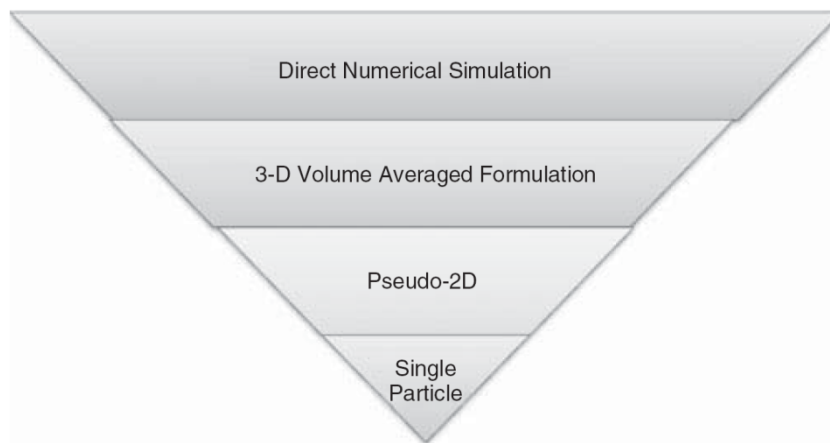 Direct Numerical Simulation
3-D Volume Averaged Formulation
Pseudo-2D
Single
Particle